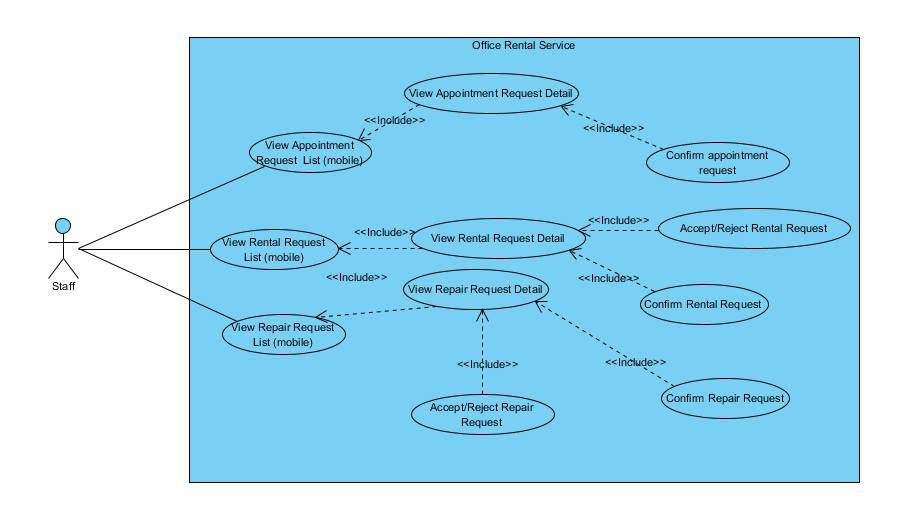 Office Rental Service
View Appointment Request Detail
<<Include>>
<<Include>>
View Appointment
Request  List (mobile)
Confirm appointment
request
<<Include>>
Accept/Reject Rental Request
<<Include>>
View Rental Request
List (mobile)
View Rental Request Detail
<<Include>>
<<Include>>
View Repair Request Detail
Staff
Confirm Rental Request
View Repair Request
List (mobile)
<<Include>>
<<Include>>
Confirm Repair Request
Accept/Reject Repair
Request